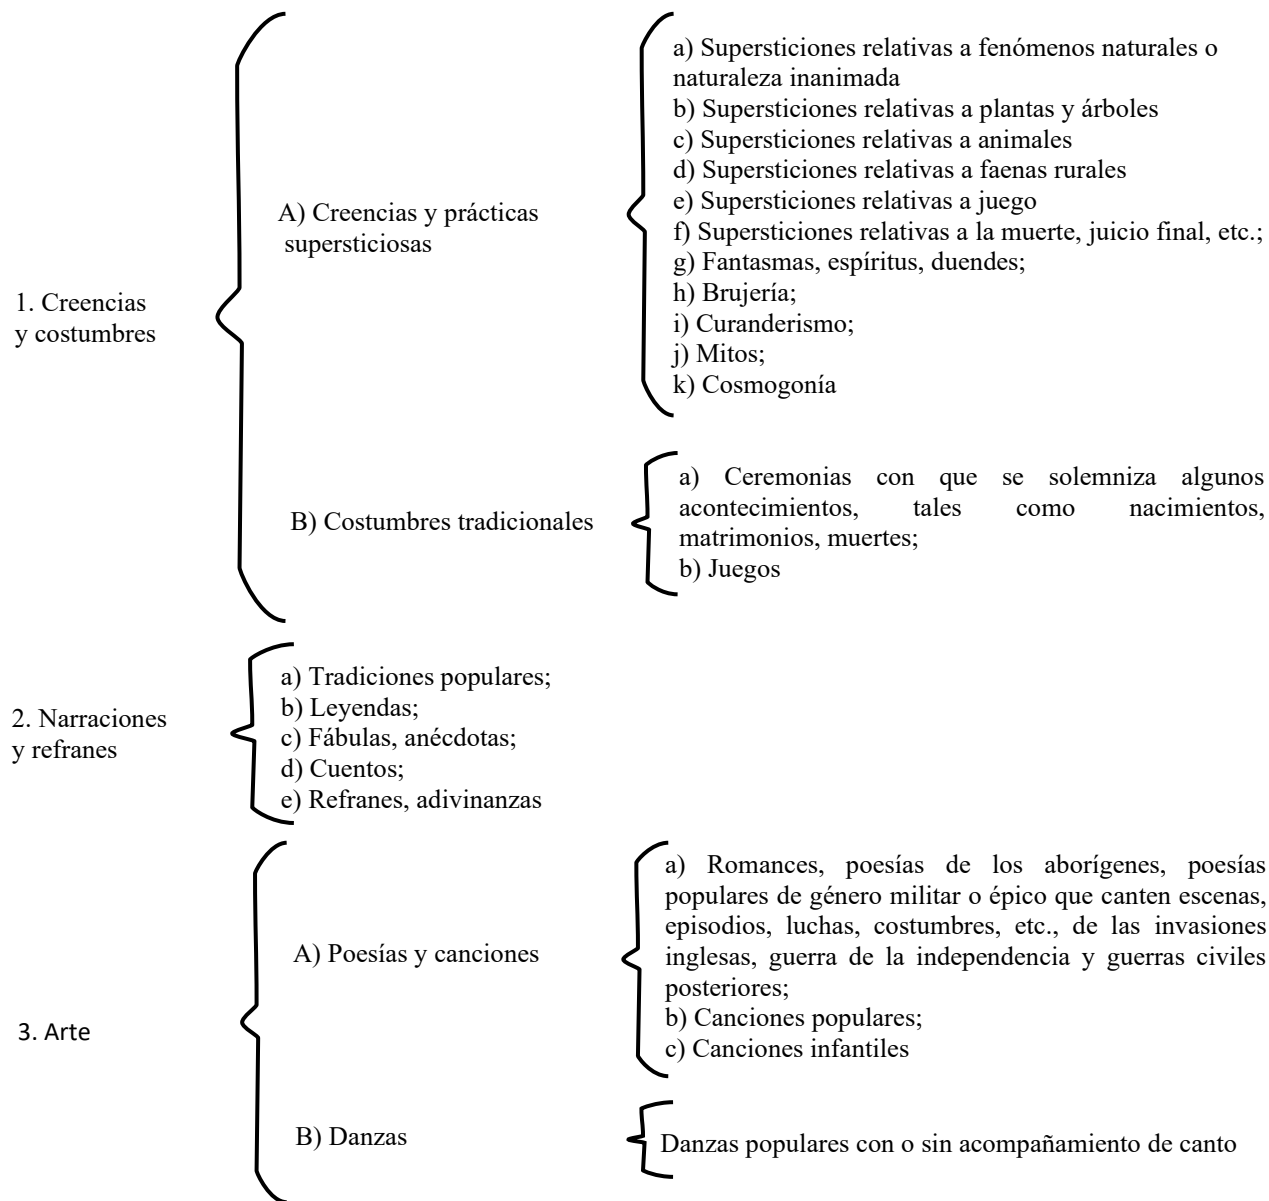 1. Creencias
y costumbres
A) Creencias y prácticas
supersticiosas
a) Supersticiones relativas a fenómenos naturales o
naturaleza inanimada
b) Supersticiones relativas a plantas y árboles
c) Supersticiones relativas a animales
d) Supersticiones relativas a faenas rurales
e) Supersticiones relativas a juego
f) Supersticiones relativas a la muerte, juicio final, etc.;
g) Fantasmas, espíritus, duendes;
h) Brujería;
i) Curanderismo;
j) Mitos;
k) Cosmogonía
B) Costumbres tradicionales
a) Ceremonias con que se solemniza algunos
acontecimientos, tales como nacimientos,
matrimonios, muertes;
b) Juegos
2. Narraciones
y refranes
a) Tradiciones populares;
b) Leyendas;
c) Fábulas, anécdotas;
d) Cuentos;
e) Refranes, adivinanzas
3. Arte
A) Poesías y canciones
a) Romances, poesías de los aborígenes, poesías
populares de género militar o épico que canten escenas,
episodios, luchas, costumbres, etc., de las invasiones
inglesas, guerra de la independencia y guerras civiles
posteriores;
b) Canciones populares;
c) Canciones infantiles
B) Danzas
Danzas populares con o sin acompañamiento de canto